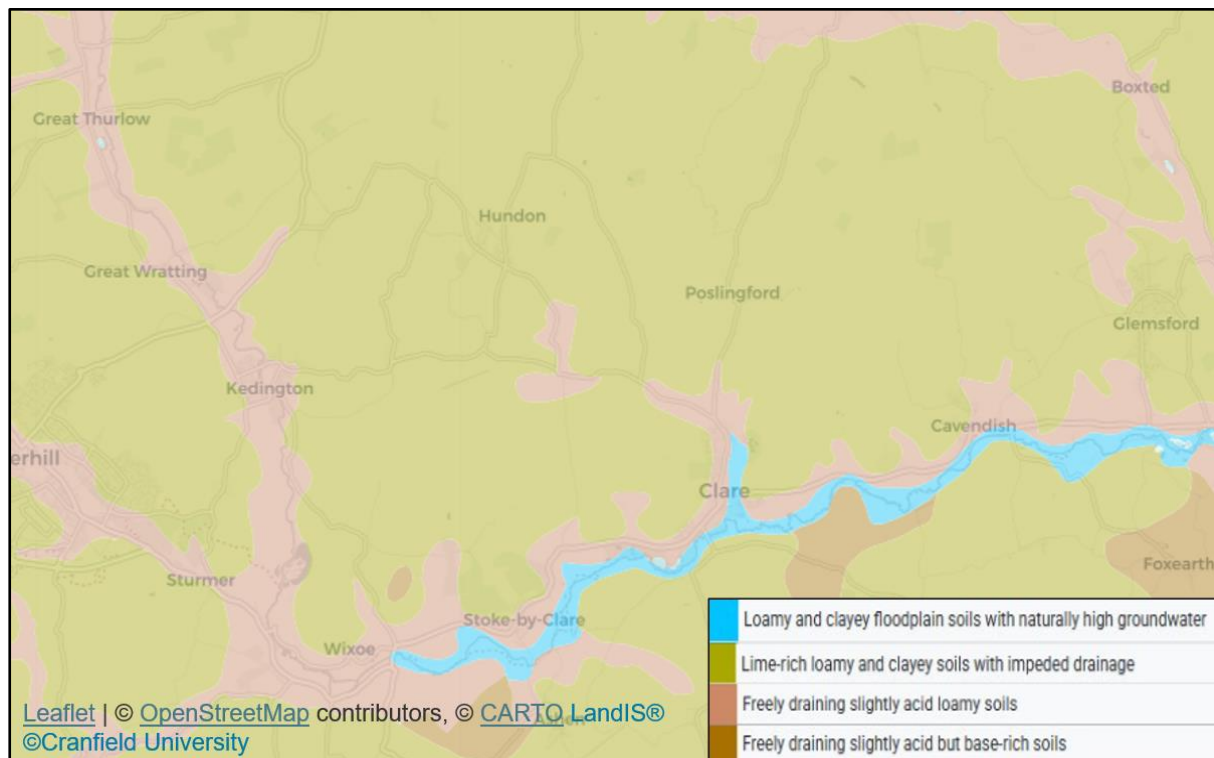 Boxted
Great Thurlow
Hundon
Great Wratting
Poslingford
Glemsford
Kedington
Cavendish
erhill
Clare
Foxearth
Sturmer
Stoke-by-Clare
Wixoe
Loamy and clayey floodplain soils with naturally high groundwater
Lime-rich loamy and clayey soils with impeded drainage
Freely draining slightly acid loamy soils
Freely draining slightly acid but base-rich soils
Ashen
Leaflet | © OpenStreetMap contributors, © CARTO LandIS®
©Cranfield University